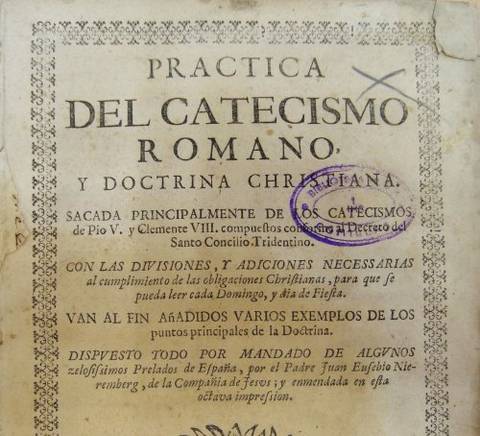 PRACTICA
DEL CATECISMO
ROMANO,
Y DOCTRINA CHRISTIANA.
SACADA PRINCIPALMENTE DE LOS CATECISMOS
de Pio V. y Clemente VIII. compuestos conforme al Decreto del
Santo Concilio Tridentino.
CON LAS DIVISIONES, Y ADICIONES NECESSARIAS
al cumplimiento de las obligaciones Chriſtianas, para que ſe
pueda leer cada Domingo, y dia de Fieſta.
VAN AL FIN AñADIDOS VARIOS EXEMPLOS DE LOS
puntos principales de la Doctrina.
DISPVESTO TODO POR MANDADO DE ALGVNOS
zeloſiſſimos Prelados de Eſpaña, por el Padre Juan Euſebio Nie-
remberg, de la Compañia de Jesvs; y enmendada en eſta
octava impreſsion.